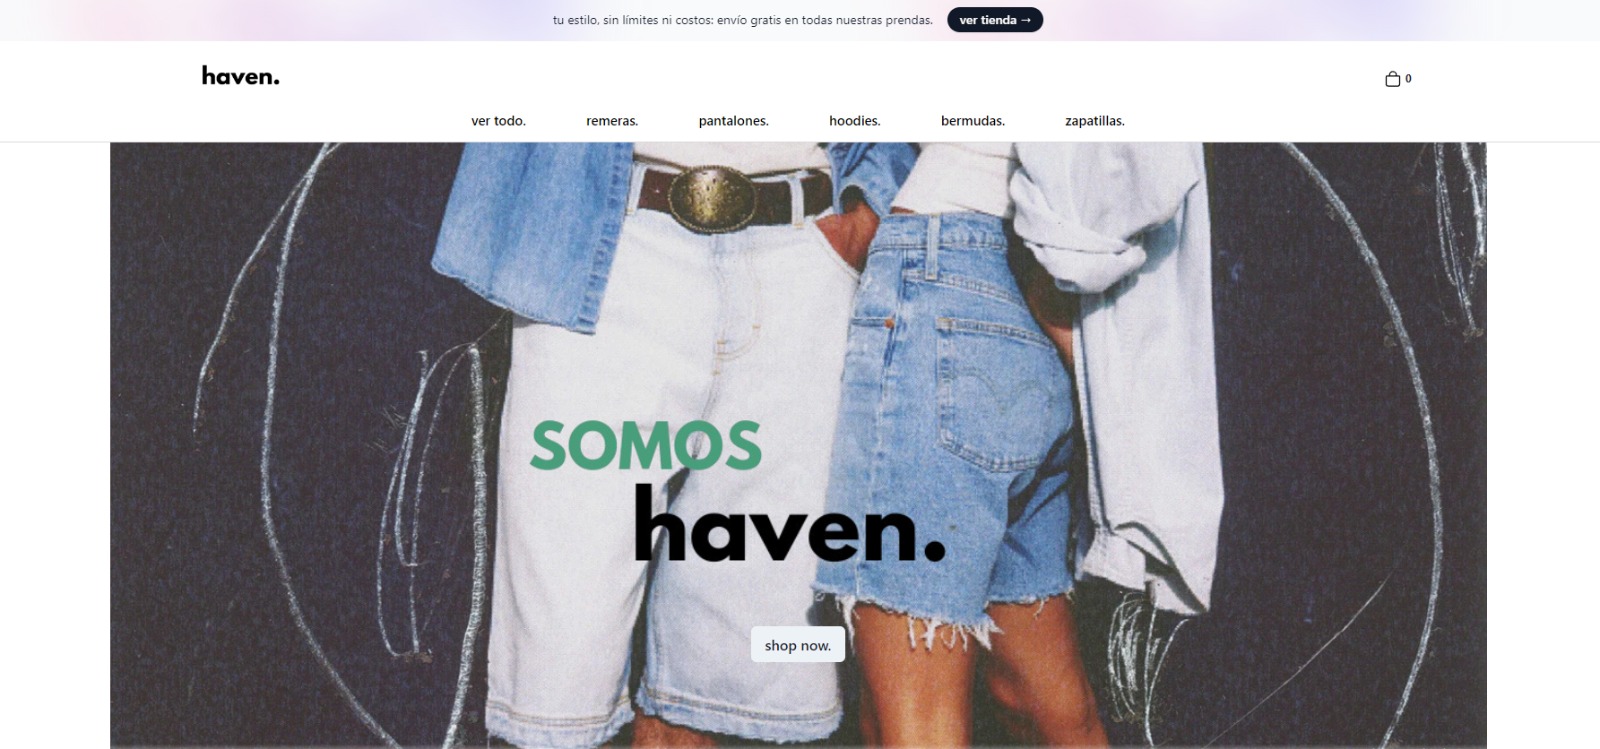 tu estilo, sin límites ni costos: envío gratis en todas nuestras prendas. ver tienda →
haven.
0
ver todo. remeras. pantalones. hoodies. bermudas. zapatillas.
SOMOS
haven.
shop now.